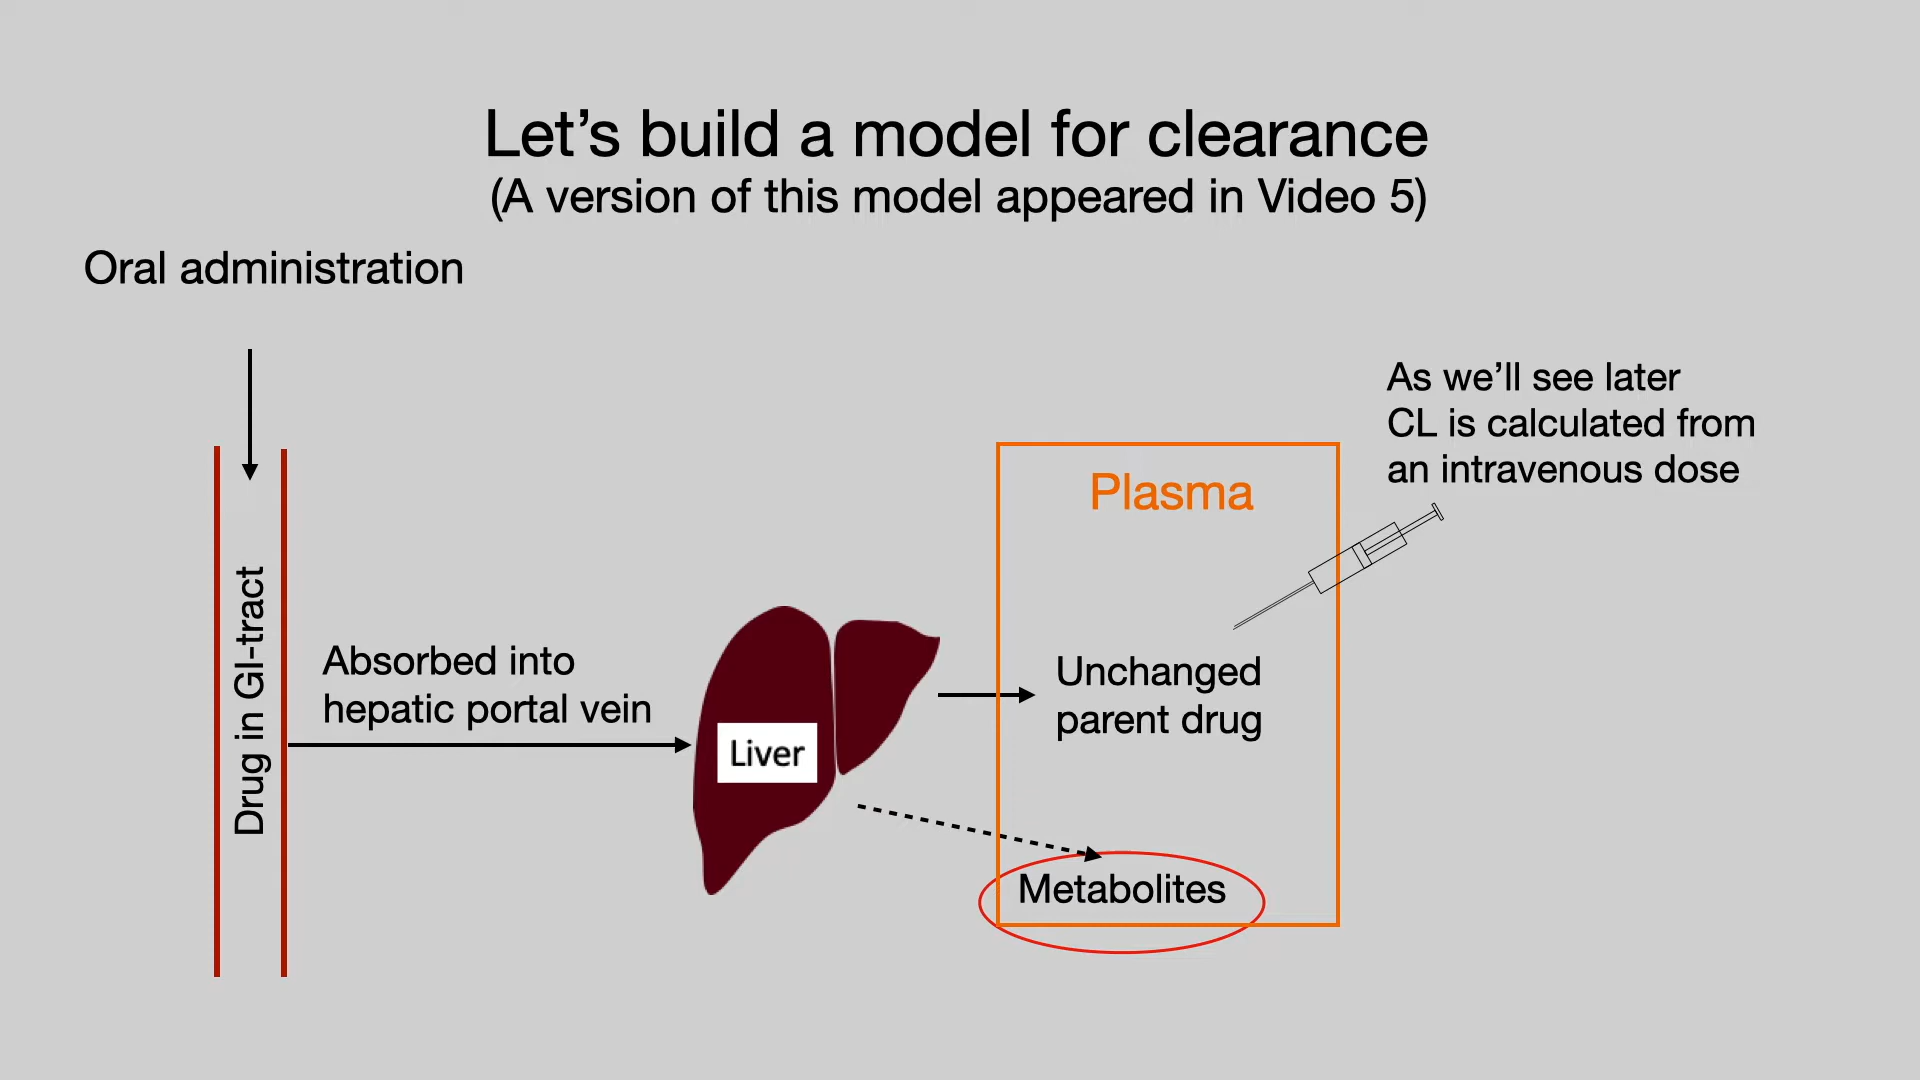 Let’s build a model for clearance
(A version of this model appeared in Video 5)
Oral administration
As we’ll see later
CL is calculated from
an intravenous dose
Plasma
Drug in GI-tract
Absorbed into
hepatic portal vein
Liver
Unchanged
parent drug
Metabolites